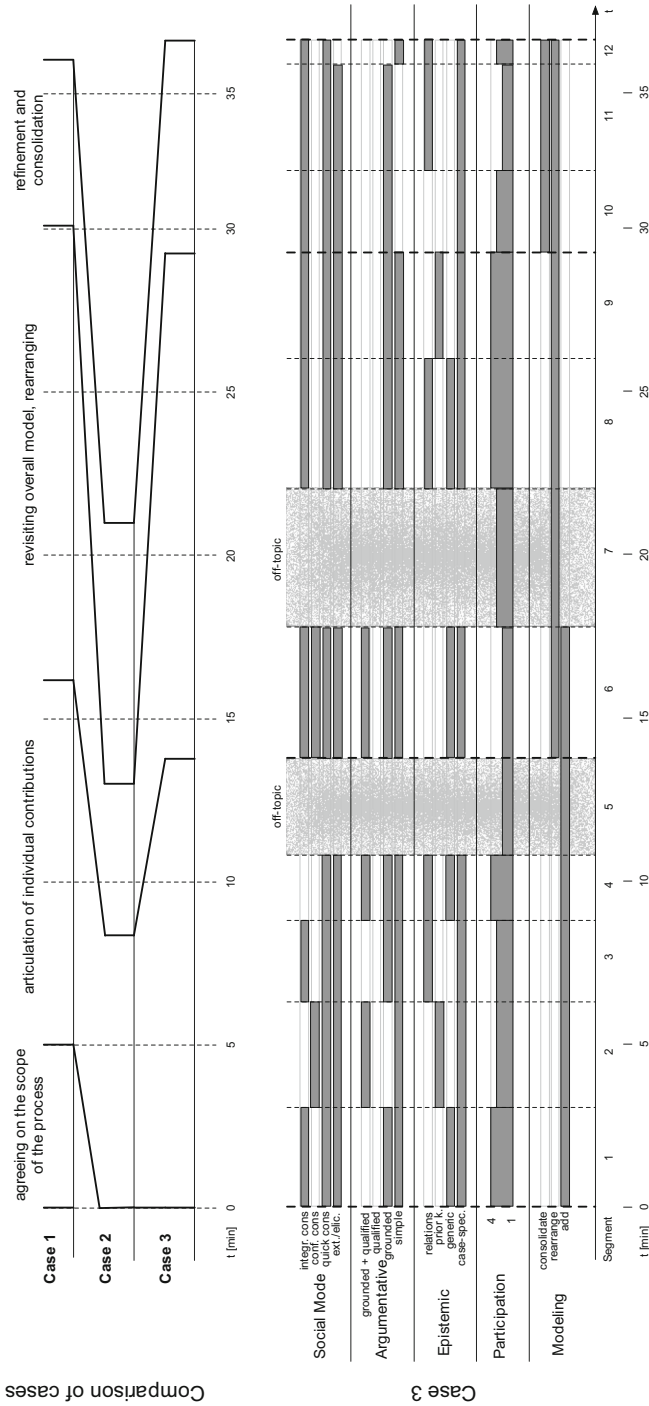 Comparison of cases
agreeing on the scope
of the process
articulation of individual contributions
revisiting overall model, rearranging
refinement and
consolidation
Case 1
Case 2
Case 3
t [min]
0
5
10
15
20
25
30
35
Case 3
off-topic
off-topic
Social Mode
integr. cons
conf. cons
quick cons
ext./elic.
Argumentative
grounded + qualified
qualified
grounded
simple
Epistemic
relations
prior k.
generic
case-spec.
Participation
4
1
Modeling
consolidate
rearrange
add
Segment
1
2
3
4
5
6
7
8
9
10
11
12
t
t [min]
0
5
10
15
20
25
30
35